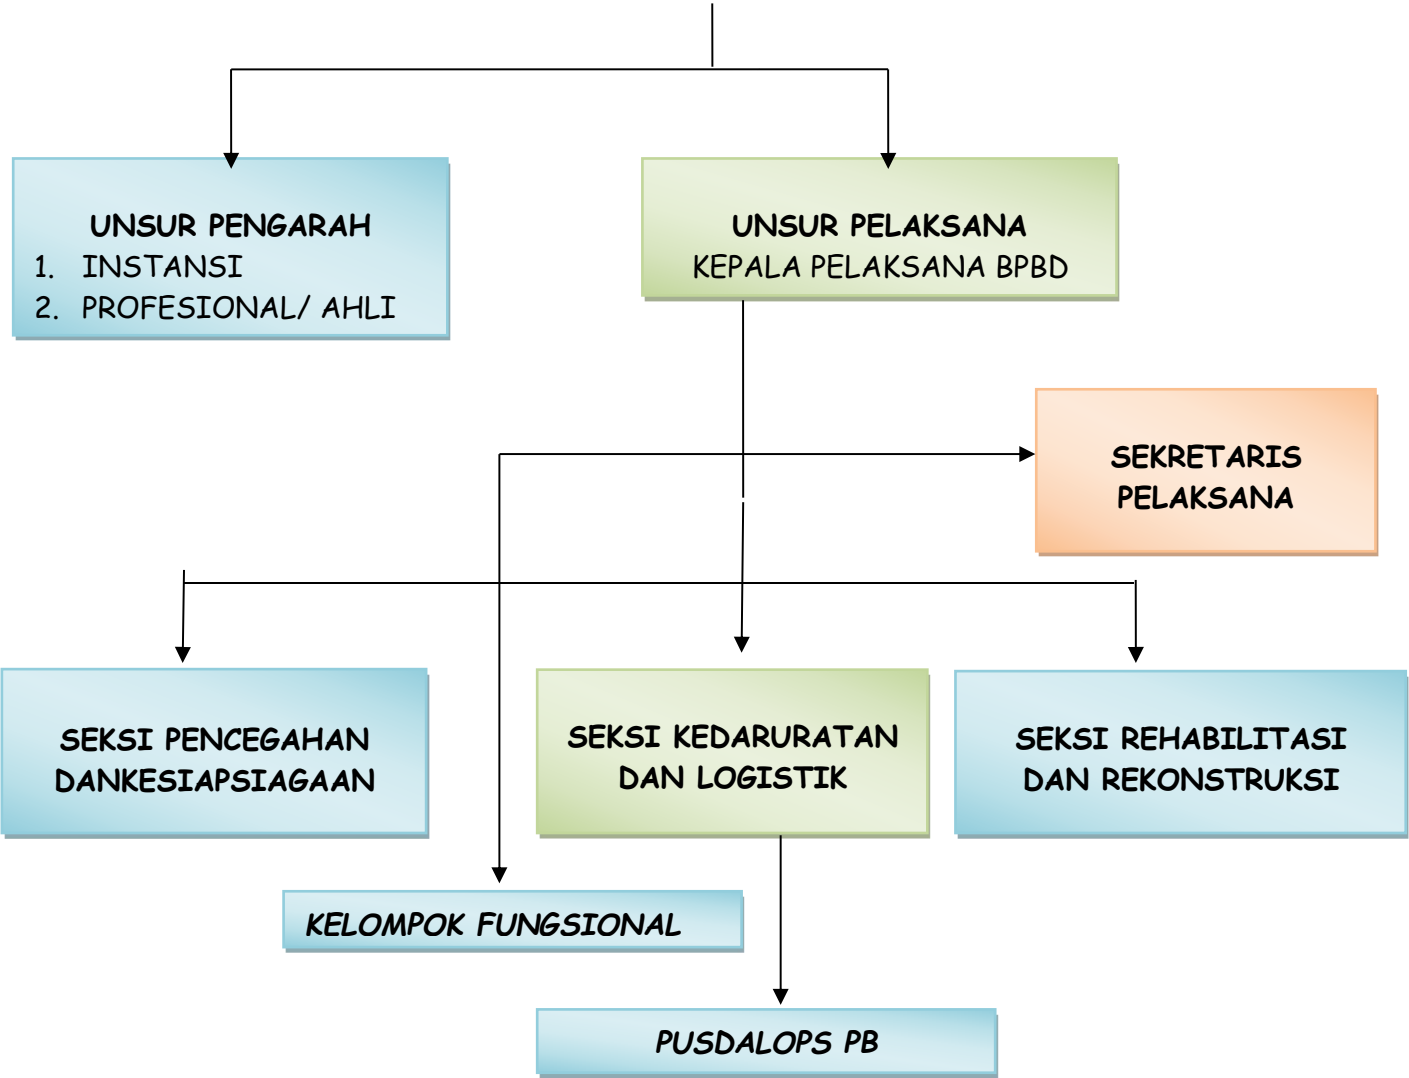 UNSUR PENGARAH
1. INSTANSI
2. PROFESIONAL/ AHLI
UNSUR PELAKSANA
KEPALA PELAKSANA BPBD
SEKRETARIS
PELAKSANA
SEKSI PENCEGAHAN
DANKESIAPSIAGAAN
SEKSI KEDARURATAN
DAN LOGISTIK
SEKSI REHABILITASI
DAN REKONSTRUKSI
KELOMPOK FUNGSIONAL
PUSDALOPS PB